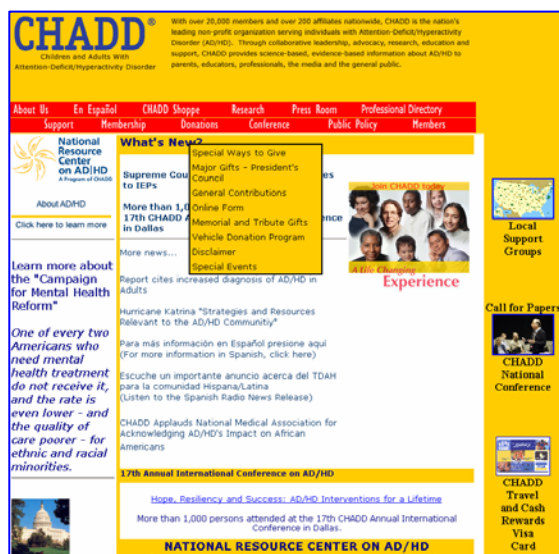 CHADD®
Children and Adults With
Attention-Deficit/Hyperactivity Disorder
With over 20,000 members and over 200 affiliates nationwide, CHADD is the nation's
leading non-profit organization serving individuals with Attention-Deficit/Hyperactivity
Disorder (AD/HD). Through collaborative leadership, advocacy, research, education and
support, CHADD provides science-based, evidence-based information about AD/HD to
parents, educators, professionals, the media and the general public.
About Us En Español CHADD Shoppe Research Press Room Professional Directory
Support Membership Donations Conference Public Policy Members
National
Resource
Center
on AD|HD
A Program of CHADD
About AD/HD
Click here to learn more
Learn more about
the "Campaign
for Mental Health
Reform"
One of every two
Americans who
need mental
health treatment
do not receive it,
and the rate is
even lower - and
the quality of
care poorer - for
ethnic and racial
minorities.
What's New?
Supreme
to IEPs
More than
17th CHADD
in Dallas
Special Ways to Give
Major Gifts - President's
Council
General Contributions
Online Form
Memorial and Tribute Gifts
Vehicle Donation Program
Disclaimer
Special Events
More news...
Report cites increased diagnosis of AD/HD in
Adults
Hurricane Katrina "Strategies and Resources
Relevant to the AD/HD Communitiy"
Para más información en Español presione aquí
(For more information in Spanish, click here)
Escuche un importante anuncio acerca del TDAH
para la comunidad Hispana/Latina
(Listen to the Spanish Radio News Release)
CHADD Applauds National Medical Association for
Acknowledging AD/HD's Impact on African
Americans
Join CHADD today
A Life Changing
Experience
17th Annual International Conference on AD/HD
Hope, Resiliency and Success: AD/HD Interventions for a Lifetime
More than 1,000 persons attended at the 17th CHADD Annual International
Conference in Dallas.
NATIONAL RESOURCE CENTER ON AD/HD
Local
Support
Groups
Call for Papers
CHADD
National
Conference
CHADD
Travel
and Cash
Rewards
Visa
Card